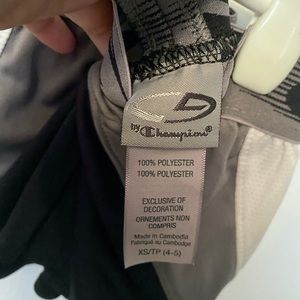 C9
by Champion®
100% POLYESTER
100% POLYESTER
EXCLUSIVE OF
DECORATION
ORNEMENTS NON
COMPRIS
Made in Cambodia
Fabriqué au Cambodge
XS/TP (4-5)